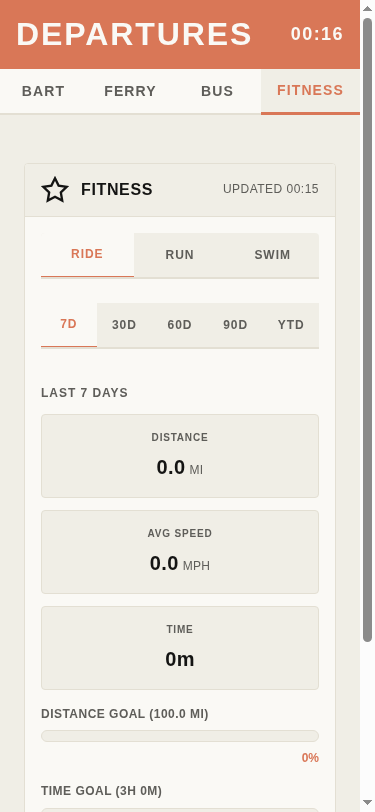 DEPARTURES 00:16
BART FERRY BUS FITNESS
FITNESS UPDATED 00:15
RIDE RUN SWIM
7D 30D 60D 90D YTD
LAST 7 DAYS
DISTANCE
0.0 MI
AVG SPEED
0.0 MPH
TIME
0m
DISTANCE GOAL (100.0 MI)
0%
TIME GOAL (3H 0M)